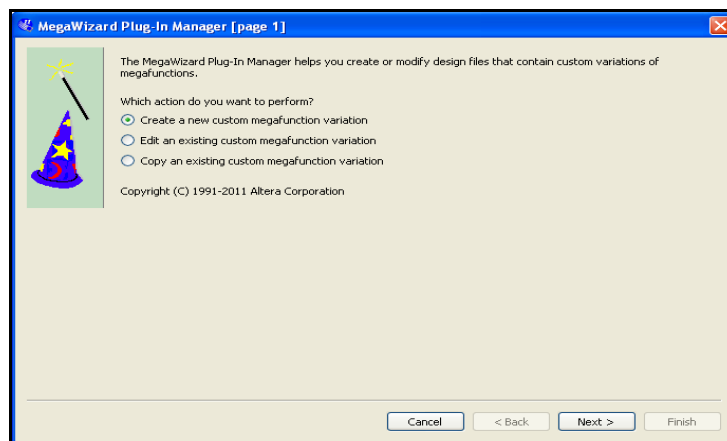 MegaWizard Plug-In Manager [page 1]
The MegaWizard Plug-In Manager helps you create or modify design files that contain custom variations of
megafunctions.
Which action do you want to perform?
Create a new custom megafunction variation
Edit an existing custom megafunction variation
Copy an existing custom megafunction variation
Copyright (C) 1991-2011 Altera Corporation
Cancel < Back Next > Finish